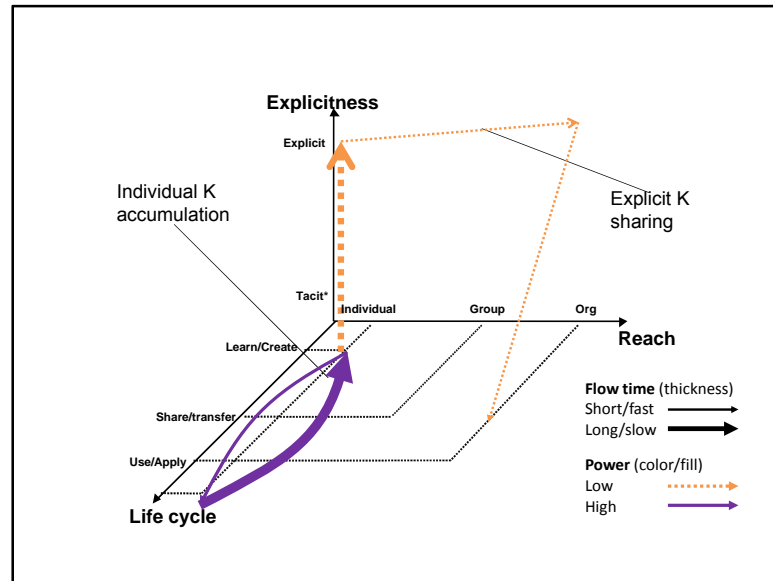 Explicitness
Explicit
Individual K
accumulation
Explicit K
sharing
Tacit*
Individual
Group
Org
Reach
Learn/Create
Share/transfer
Use/Apply
Life cycle
Flow time (thickness)
Short/fast
Long/slow
Power (color/fill)
Low
High